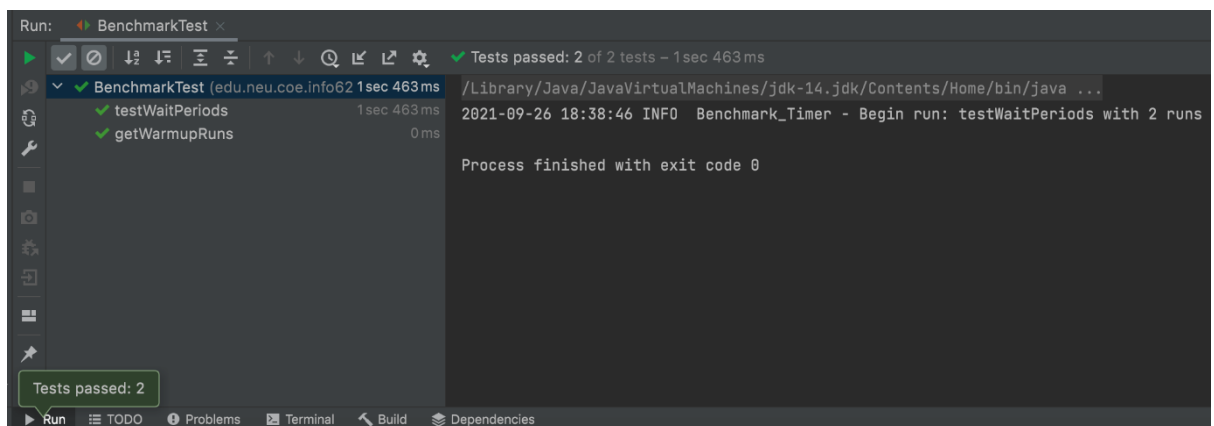 Run: BenchmarkTest ×
Tests passed: 2 of 2 tests – 1 sec 463 ms
BenchmarkTest (edu.neu.coe.info62 1 sec 463 ms
testWaitPeriods 1 sec 463 ms
getWarmupRuns 0 ms
/Library/Java/JavaVirtualMachines/jdk-14.jdk/Contents/Home/bin/java ...
2021-09-26 18:38:46 INFO  Benchmark_Timer - Begin run: testWaitPeriods with 2 runs
Process finished with exit code 0
Tests passed: 2
Run TODO Problems Terminal Build Dependencies